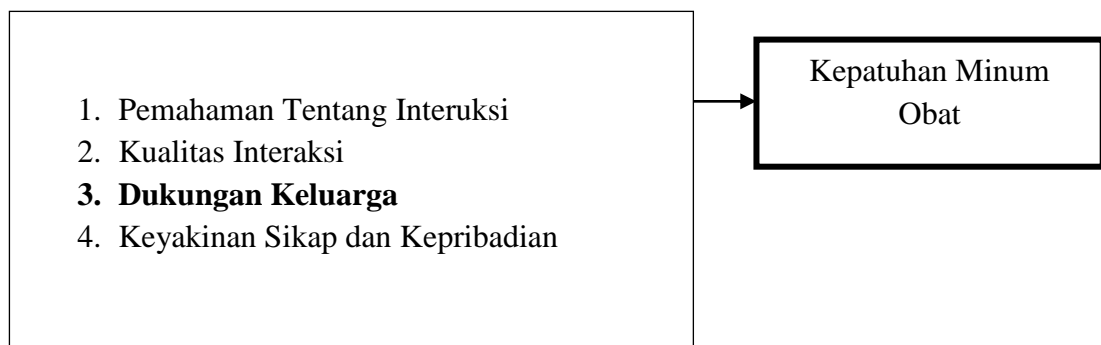 1. Pemahaman Tentang Interuksi
2. Kualitas Interaksi
3. Dukungan Keluarga
4. Keyakinan Sikap dan Kepribadian
Kepatuhan Minum
Obat